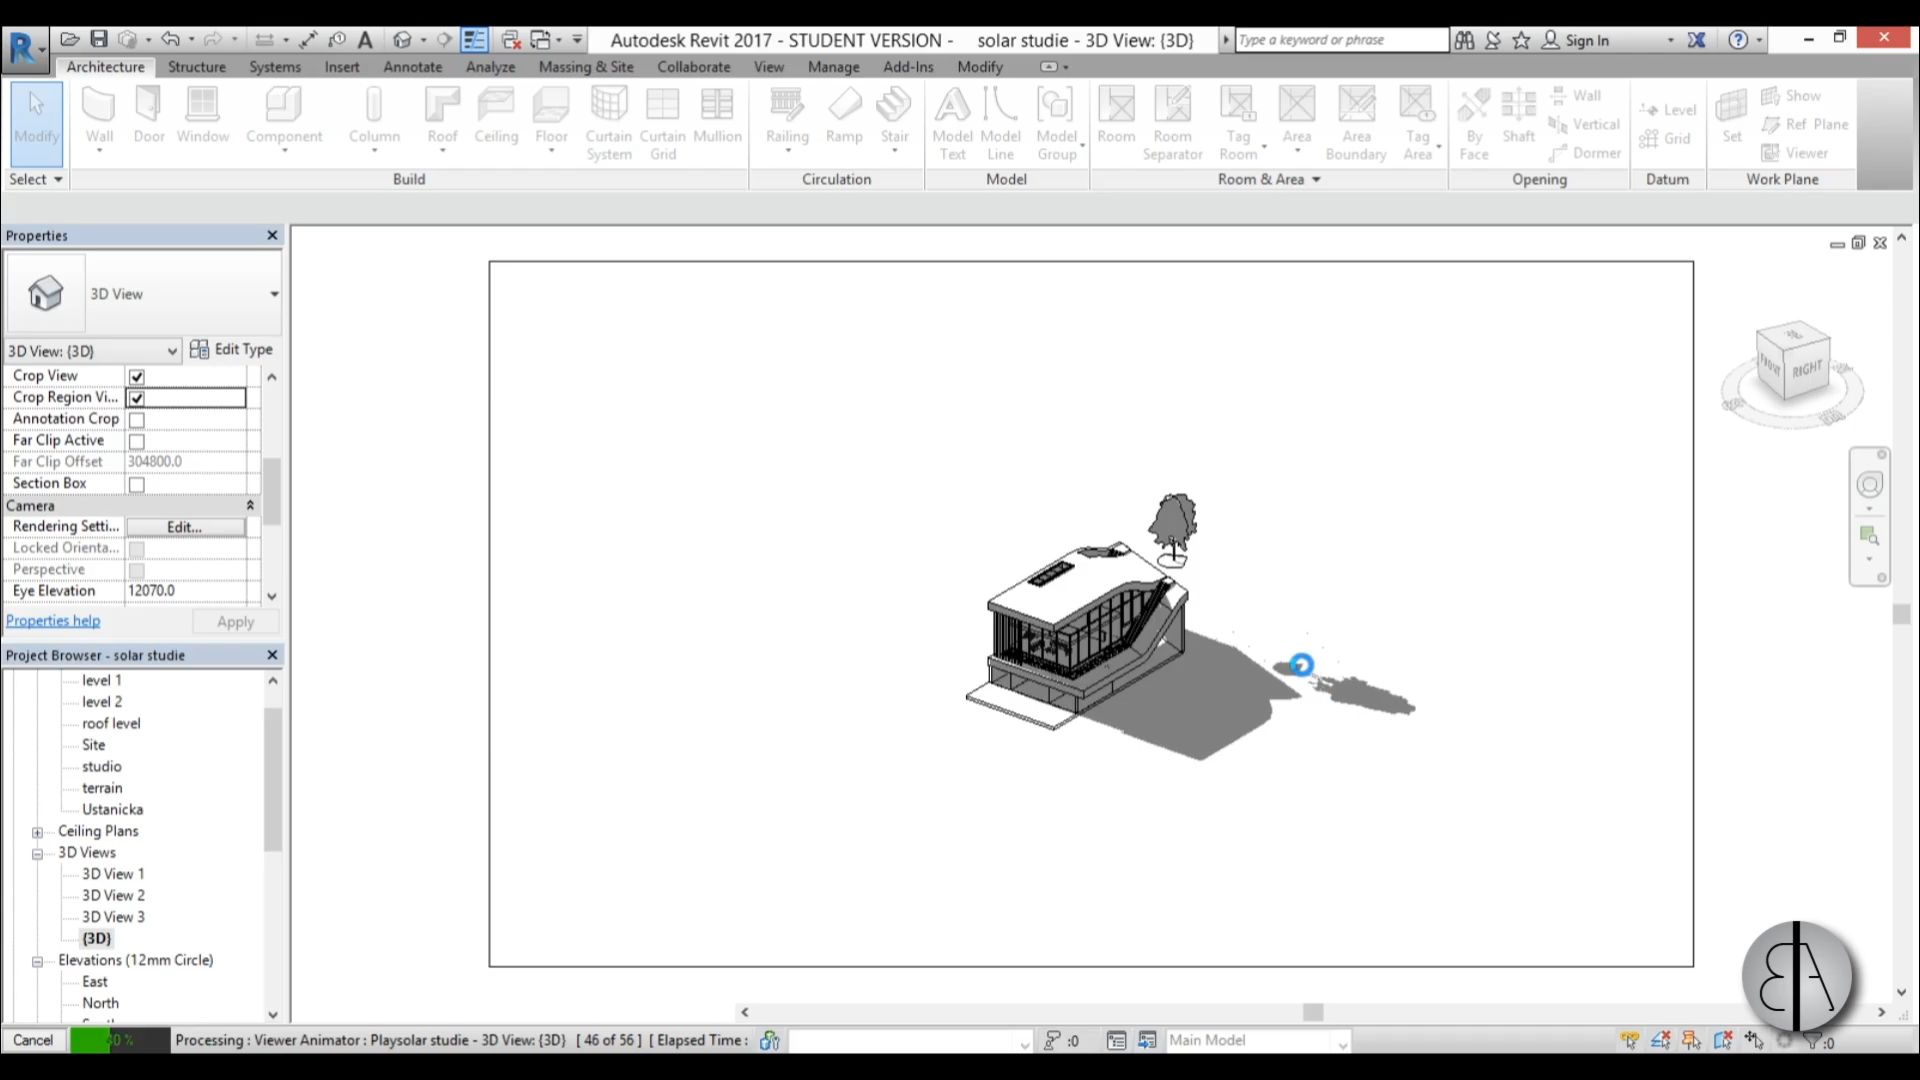 Autodesk Revit 2017 - STUDENT VERSION - solar studie - 3D View: {3D}
Type a keyword or phrase
Sign In
Architecture Structure Systems Insert Annotate Analyze Massing & Site Collaborate View Manage Add-Ins Modify
Modify Wall Door Window Component Column Roof Ceiling Floor Curtain System Curtain Grid Mullion Railing Ramp Stair Model Text Model Line Model Group Room Room Separator Tag Room Area Area Boundary Tag Area By Face Shaft Wall Vertical Dormer Level Grid Set Show Ref Plane Viewer
Select Build Circulation Model Room & Area Opening Datum Work Plane
Properties
3D View
3D View: {3D} Edit Type
Crop View
Crop Region Vi...
Annotation Crop
Far Clip Active
Far Clip Offset 304800.0
Section Box
Camera
Rendering Setti... Edit...
Locked Orienta...
Perspective
Eye Elevation 12070.0
Properties help Apply
Project Browser - solar studie
level 1
level 2
roof level
Site
studio
terrain
Ustanicka
Ceiling Plans
3D Views
3D View 1
3D View 2
3D View 3
{3D}
Elevations (12mm Circle)
East
North
FRONT RIGHT
Cancel Processing : Viewer Animator : Playsolar studie - 3D View: {3D} [ 46 of 56 ] [ Elapsed Time : :0 Main Model :0